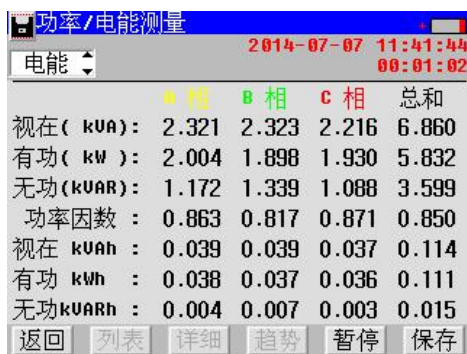 功率/电能测量
2014-07-07 11:41:44
电能 00:01:02
A 相 B 相 C 相 总和
视在( kVA): 2.321 2.323 2.216 6.860
有功( kW ): 2.004 1.898 1.930 5.832
无功(kVAR): 1.172 1.339 1.088 3.599
功率因数 : 0.863 0.817 0.871 0.850
视在 kVAh : 0.039 0.039 0.037 0.114
有功 kWh : 0.038 0.037 0.036 0.111
无功kVARh : 0.004 0.007 0.003 0.015
返回 列表 详细 趋势 暂停 保存